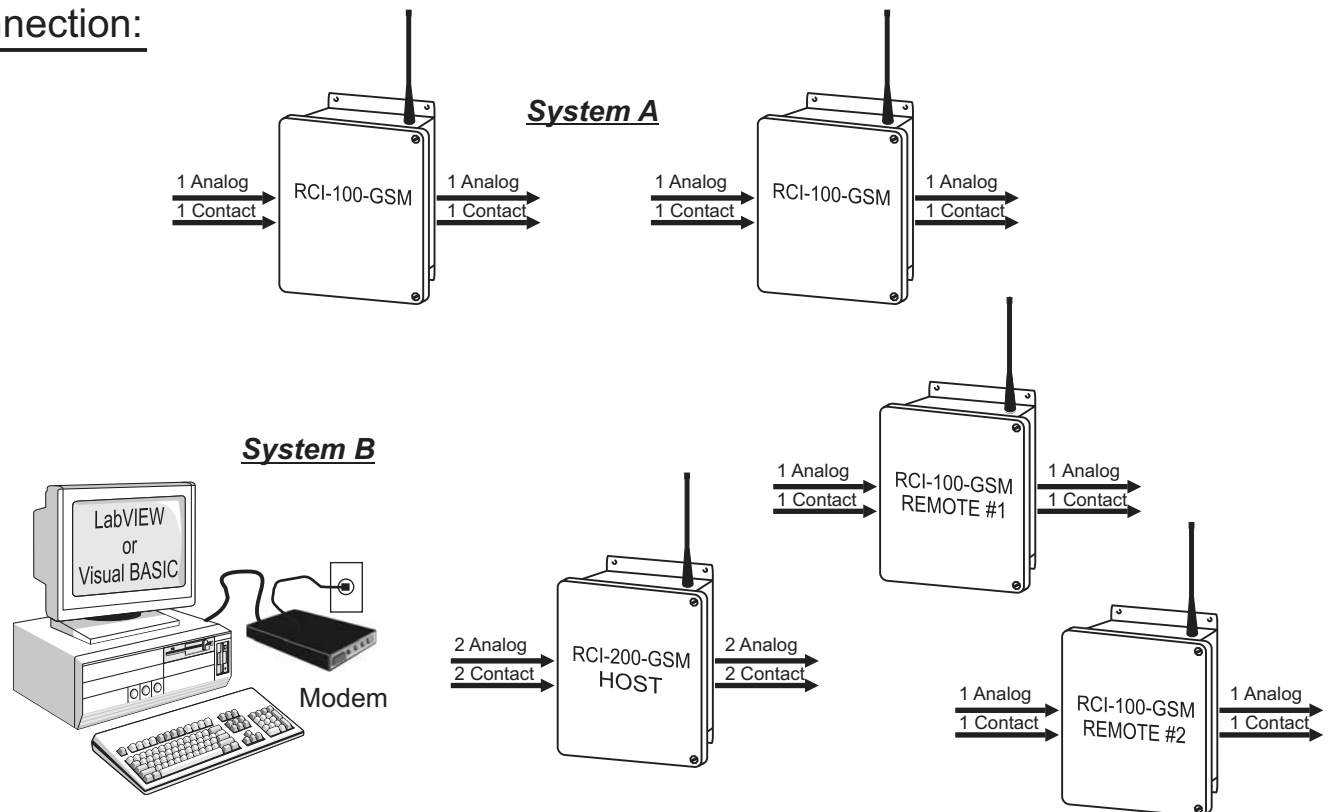 nnection:
System A
1 Analog
1 Contact
RCI-100-GSM
1 Analog
1 Contact
1 Analog
1 Contact
RCI-100-GSM
1 Analog
1 Contact
System B
LabVIEW
or
Visual BASIC
Modem
2 Analog
2 Contact
RCI-200-GSM
HOST
2 Analog
2 Contact
1 Analog
1 Contact
RCI-100-GSM
REMOTE #1
1 Analog
1 Contact
1 Analog
1 Contact
RCI-100-GSM
REMOTE #2
1 Analog
1 Contact